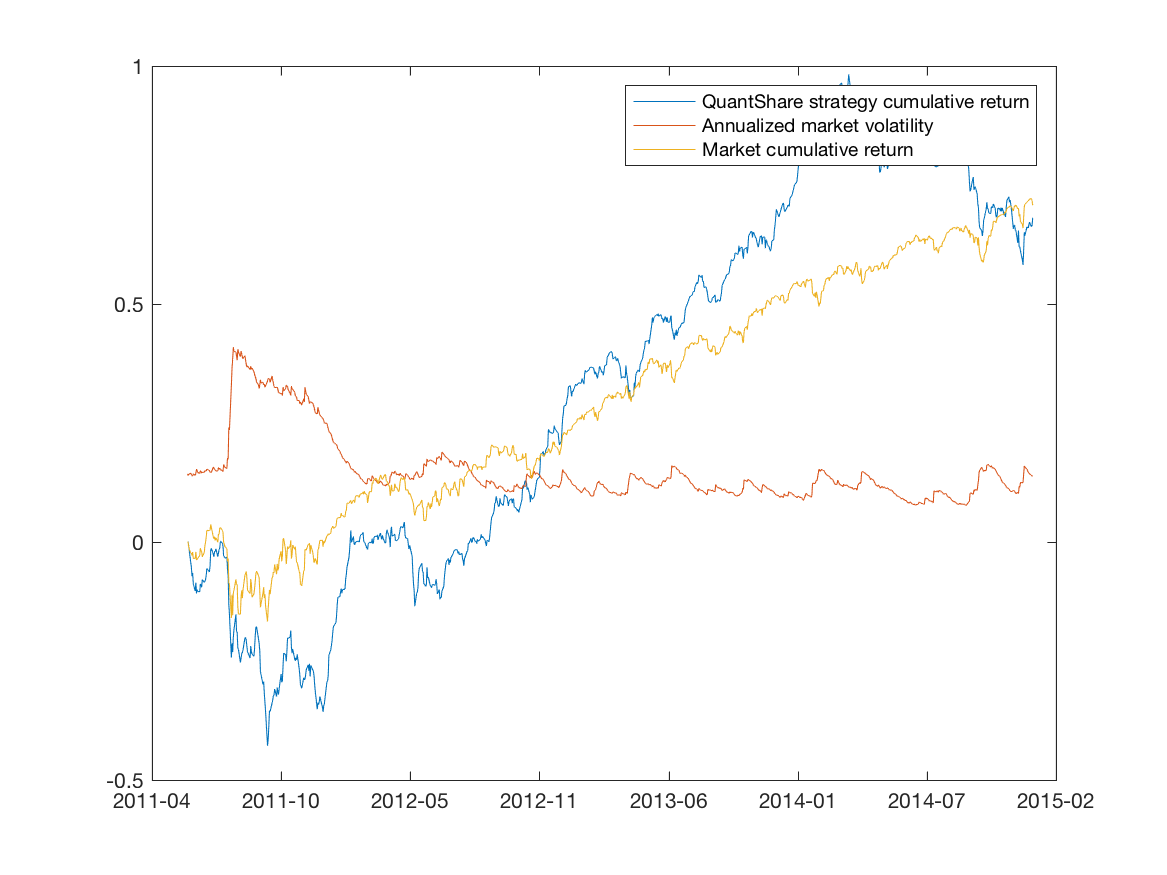 1
QuantShare strategy cumulative return
Annualized market volatility
Market cumulative return
0.5
0
-0.5
2011-04 2011-10 2012-05 2012-11 2013-06 2014-01 2014-07 2015-02